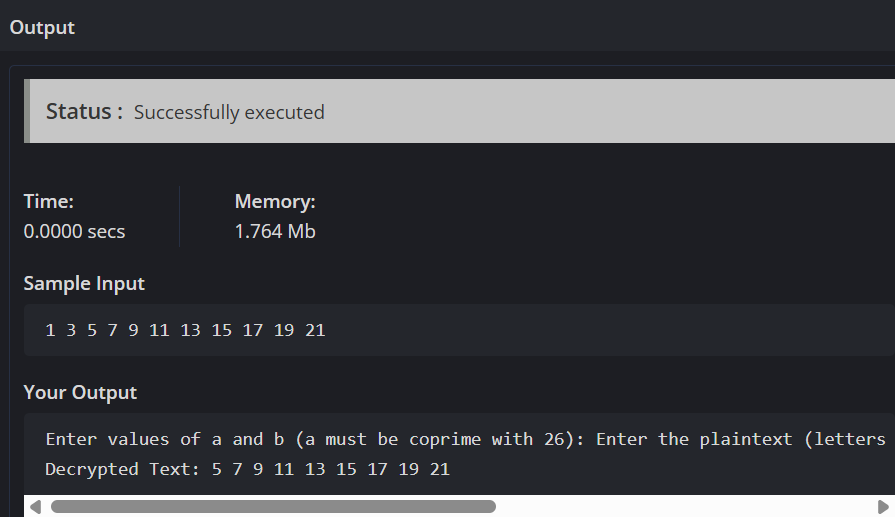 Output
Status : Successfully executed
Time: Memory:
0.0000 secs 1.764 Mb
Sample Input
1 3 5 7 9 11 13 15 17 19 21
Your Output
Enter values of a and b (a must be coprime with 26): Enter the plaintext (letters
Decrypted Text: 5 7 9 11 13 15 17 19 21